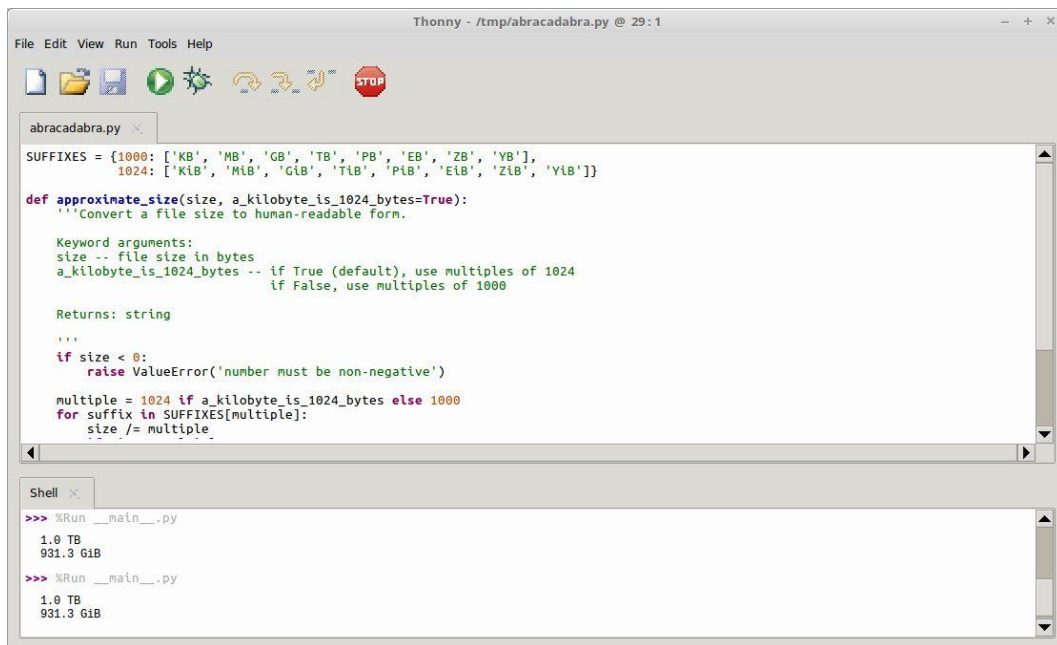 Thonny - /tmp/abracadabra.py @ 29:1
File Edit View Run Tools Help
STOP
abracadabra.py
SUFFIXES = {1000: ['KB', 'MB', 'GB', 'TB', 'PB', 'EB', 'ZB', 'YB'],
            1024: ['KiB', 'MiB', 'GiB', 'TiB', 'PiB', 'EiB', 'ZiB', 'YiB']}
def approximate_size(size, a_kilobyte_is_1024_bytes=True):
    '''Convert a file size to human-readable form.
    Keyword arguments:
    size -- file size in bytes
    a_kilobyte_is_1024_bytes -- if True (default), use multiples of 1024
                                if False, use multiples of 1000
    Returns: string
    '''
    if size < 0:
        raise ValueError('number must be non-negative')
    multiple = 1024 if a_kilobyte_is_1024_bytes else 1000
    for suffix in SUFFIXES[multiple]:
        size /= multiple
Shell
>>> %Run __main__.py
1.0 TB
931.3 GiB
>>> %Run __main__.py
1.0 TB
931.3 GiB